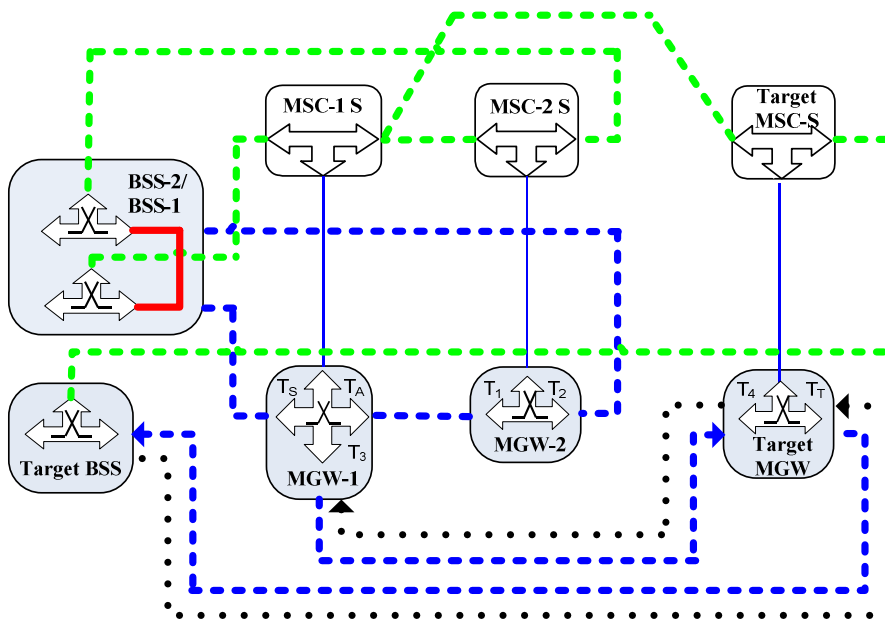 MSC-1 S
MSC-2 S
Target
MSC-S
BSS-2/
BSS-1
Target BSS
TS
TA
T3
MGW-1
T1
T2
MGW-2
T4
TT
Target
MGW